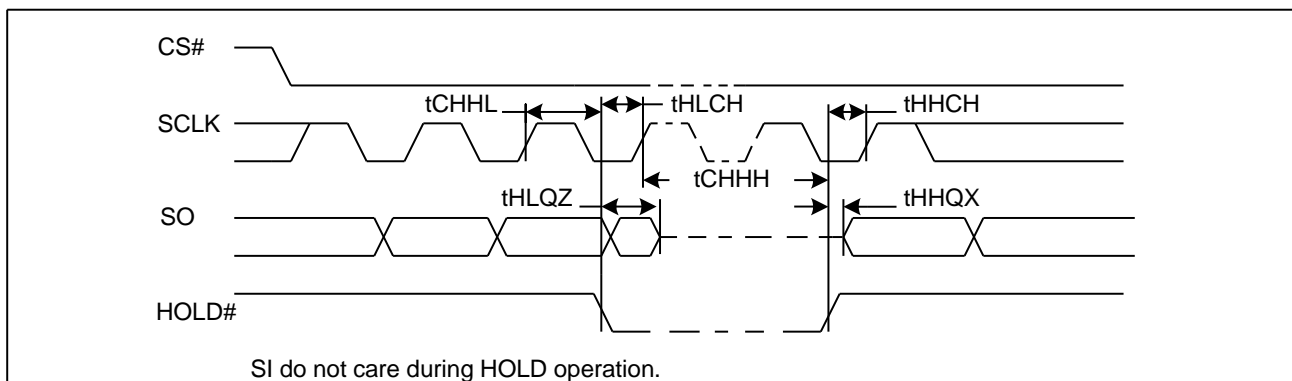 CS#
tCHHL
tHLCH
tHHCH
SCLK
tCHHH
tHLQZ
tHHQX
SO
HOLD#
SI do not care during HOLD operation.